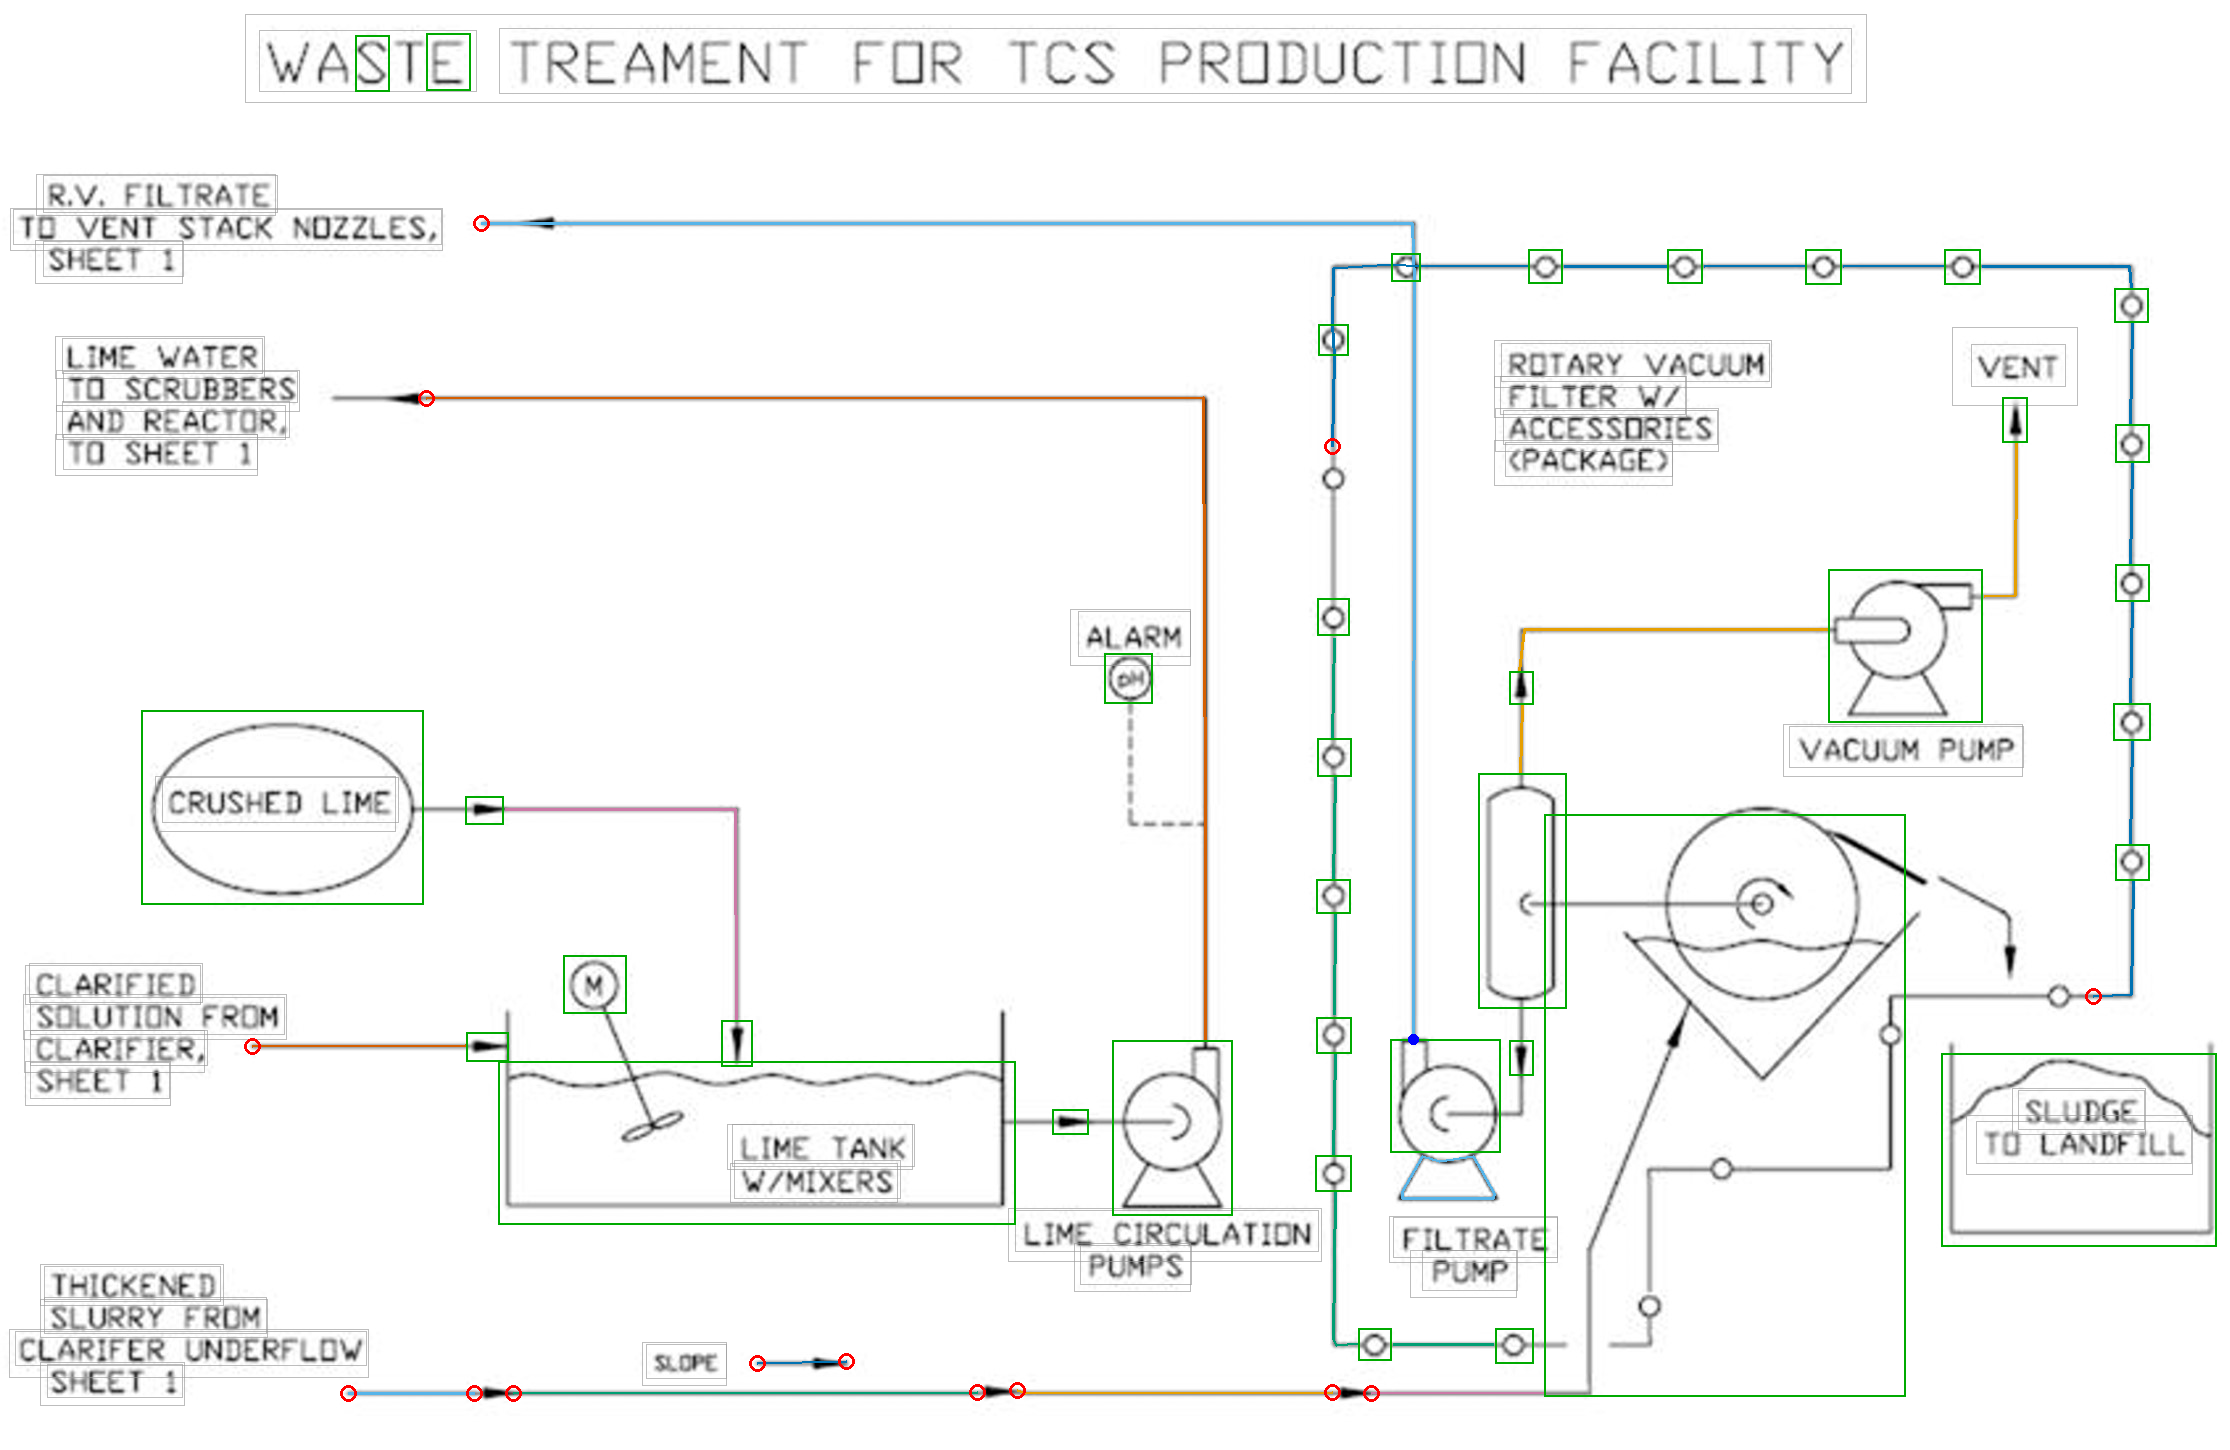 WASTE TREAMENT FOR TCS PRODUCTION FACILITY
R.V. FILTRATE
TO VENT STACK NOZZLES,
SHEET 1
LIME WATER
TO SCRUBBERS
AND REACTOR,
TO SHEET 1
ROTARY VACUUM
FILTER W/
ACCESSORIES
(PACKAGE)
VENT
ALARM
pH
VACUUM PUMP
CRUSHED LIME
M
CLARIFIED
SOLUTION FROM
CLARIFIER,
SHEET 1
LIME TANK
W/MIXERS
SLUDGE
TO LANDFILL
LIME CIRCULATION
PUMPS
FILTRATE
PUMP
THICKENED
SLURRY FROM
CLARIFER UNDERFLOW
SHEET 1
SLOPE